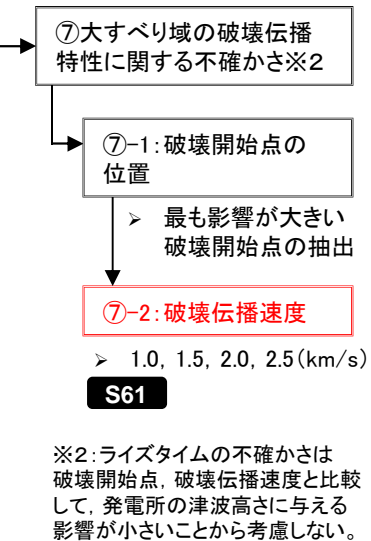 ⑦大すべり域の破壊伝播
特性に関する不確かさ※2
⑦-1:破壊開始点の
位置
➢ 最も影響が大きい
破壊開始点の抽出
⑦-2:破壊伝播速度
➢ 1.0, 1.5, 2.0, 2.5(km/s)
S61
※2:ライズタイムの不確かさは
破壊開始点，破壊伝播速度と比較
して，発電所の津波高さに与える
影響が小さいことから考慮しない。